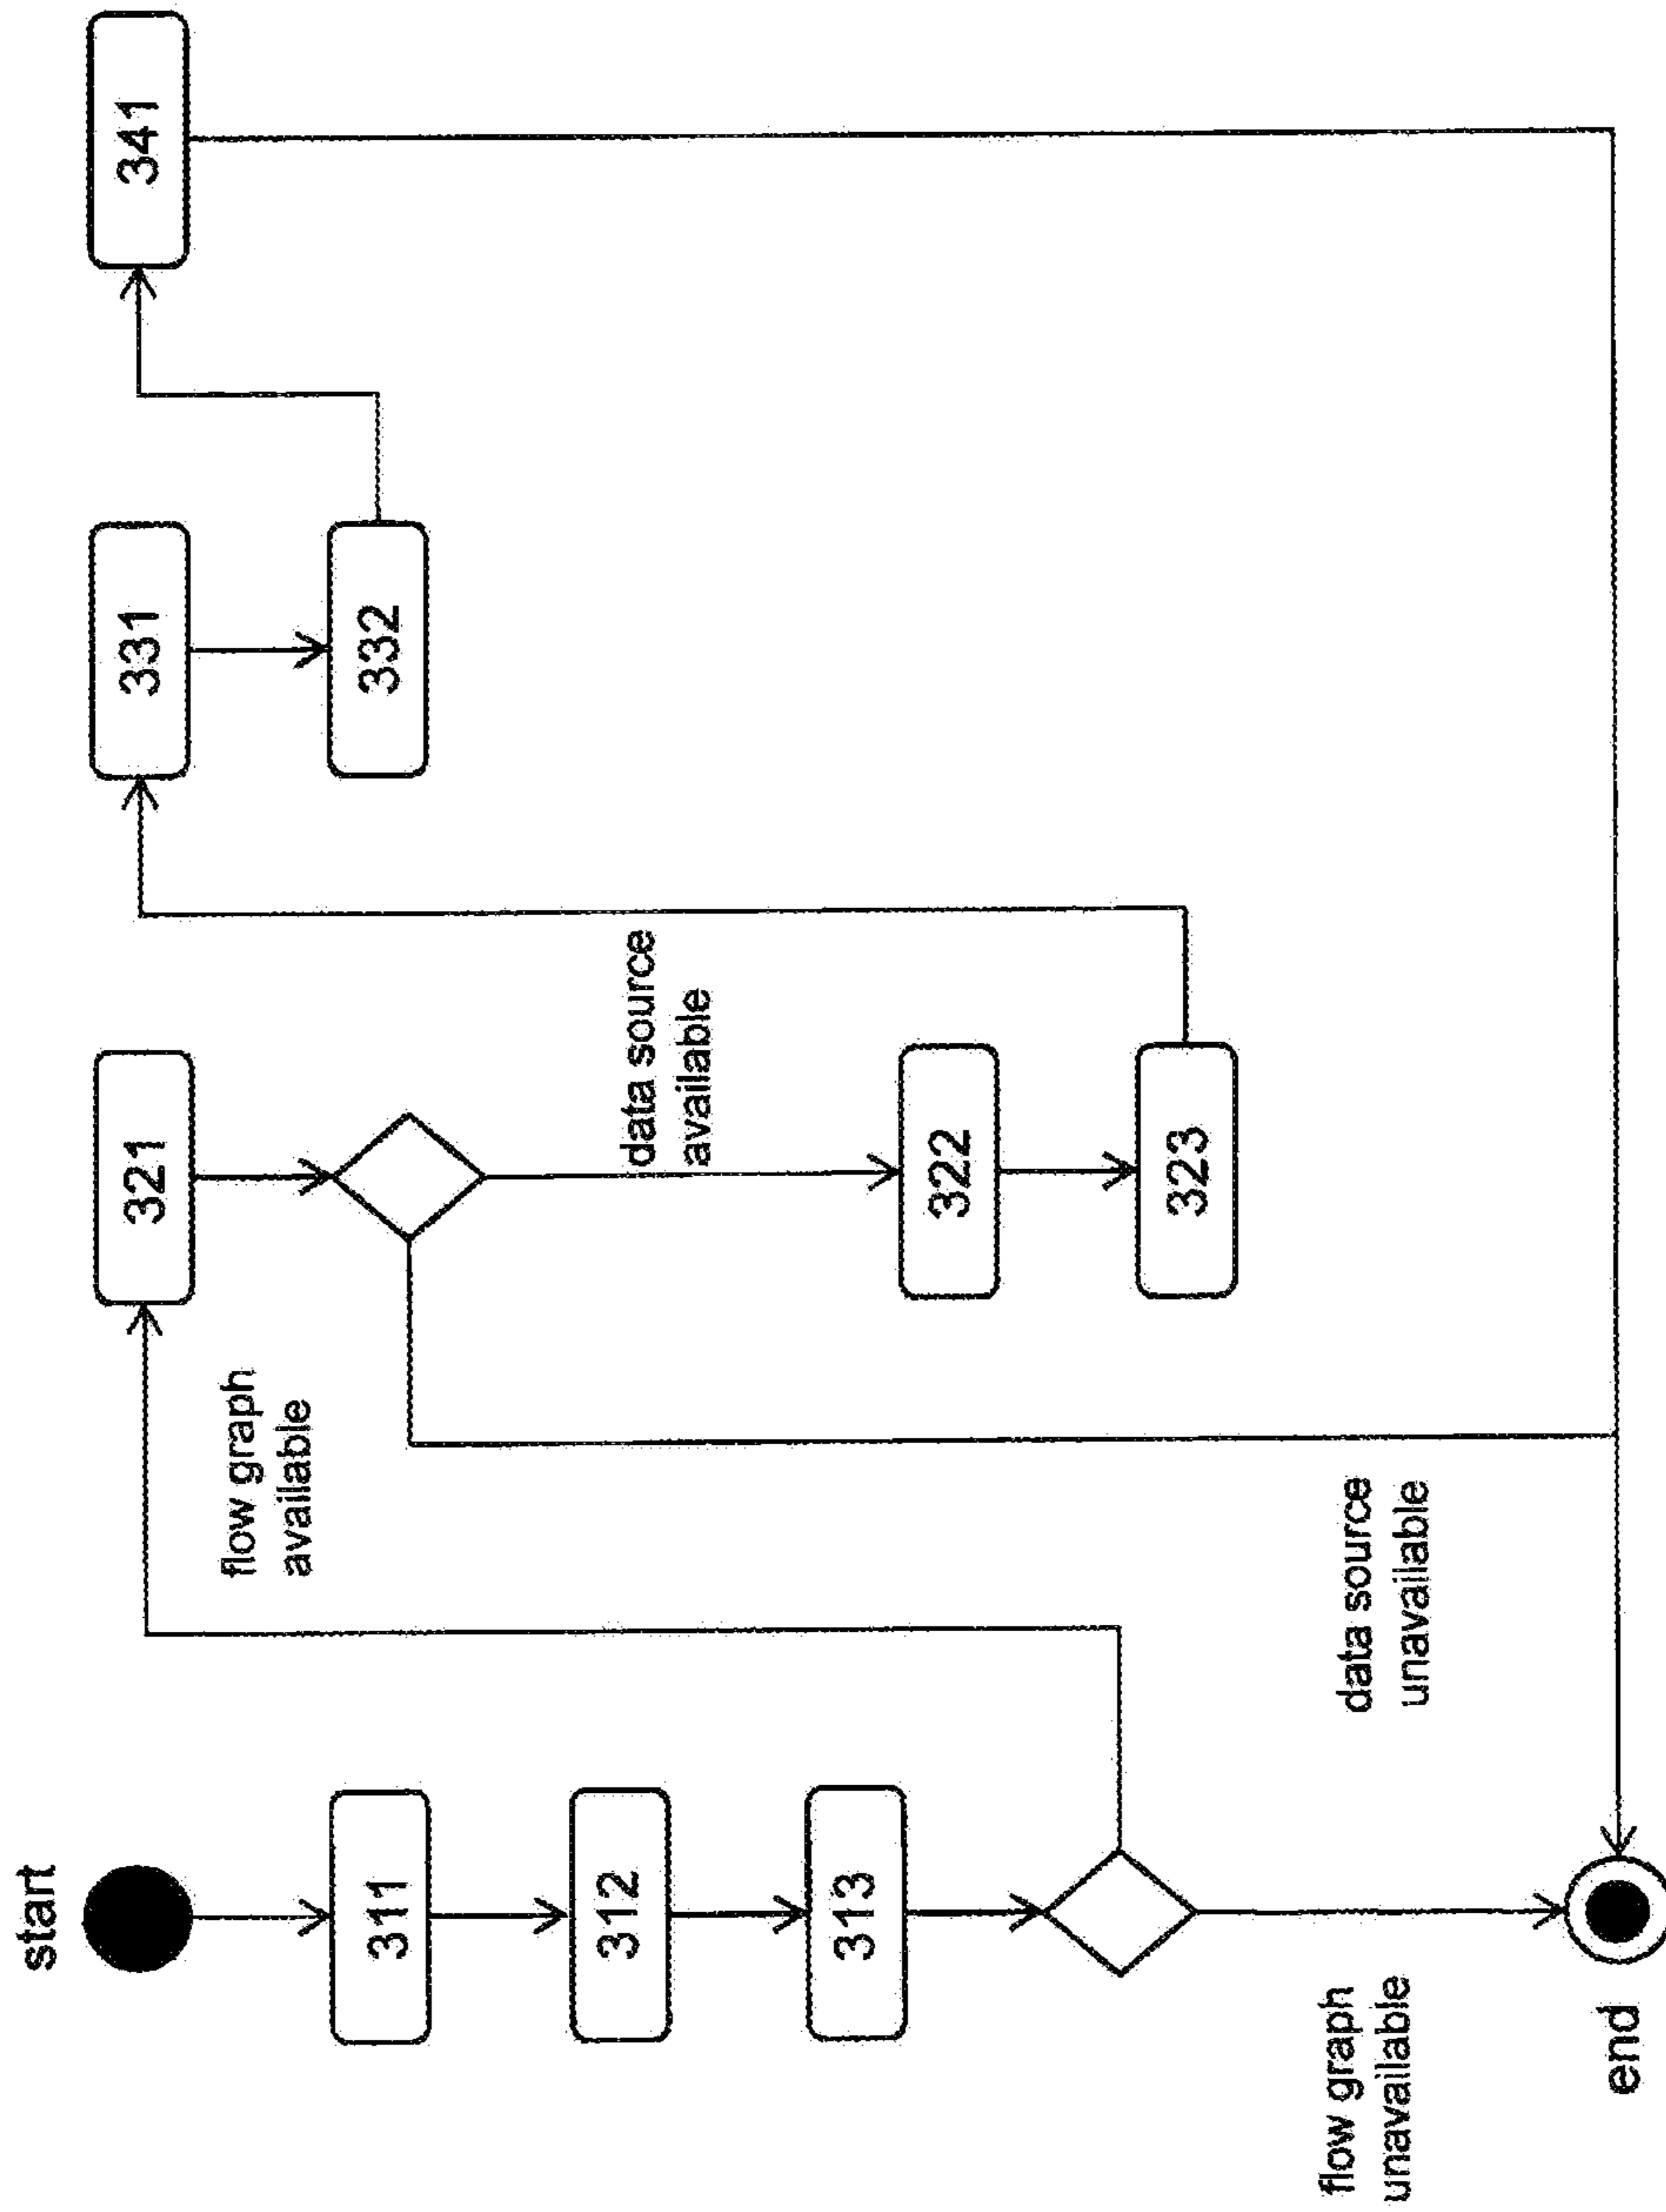 start
311
312
313
flow graph
unavailable
end
flow graph
available
321
data source
unavailable
data source
available
322
323
331
332
341